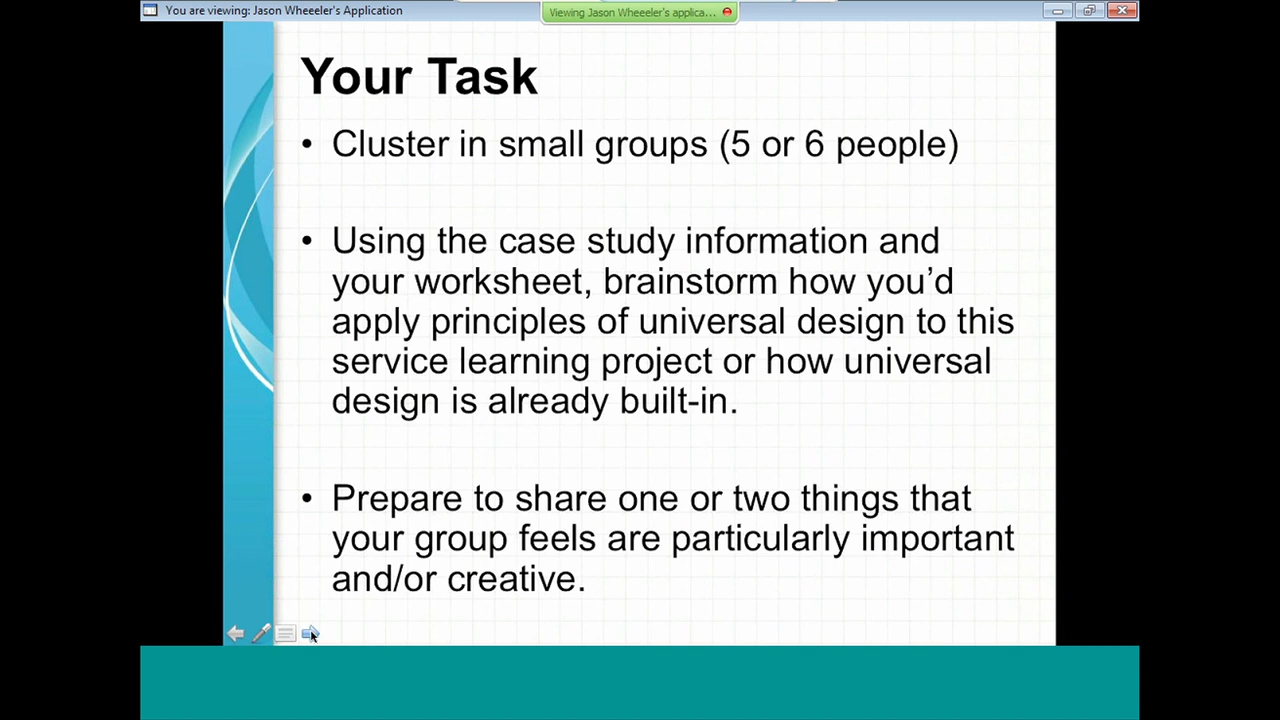 You are viewing: Jason Wheeeler's Application
Viewing Jason Wheeeler's applica...
Your Task
• Cluster in small groups (5 or 6 people)
• Using the case study information and
your worksheet, brainstorm how you’d
apply principles of universal design to this
service learning project or how universal
design is already built-in.
• Prepare to share one or two things that
your group feels are particularly important
and/or creative.